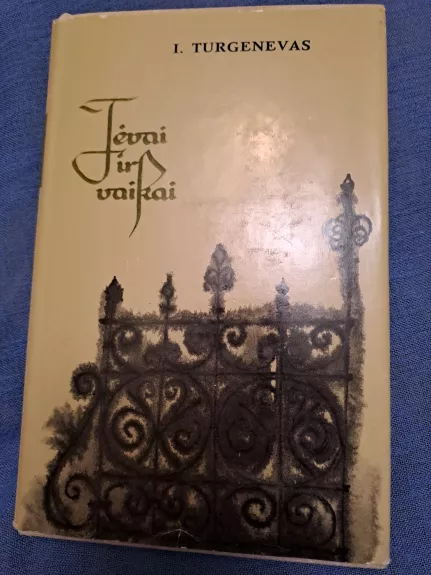 I. TURGENEVAS
Tėvai
ir
vaikai